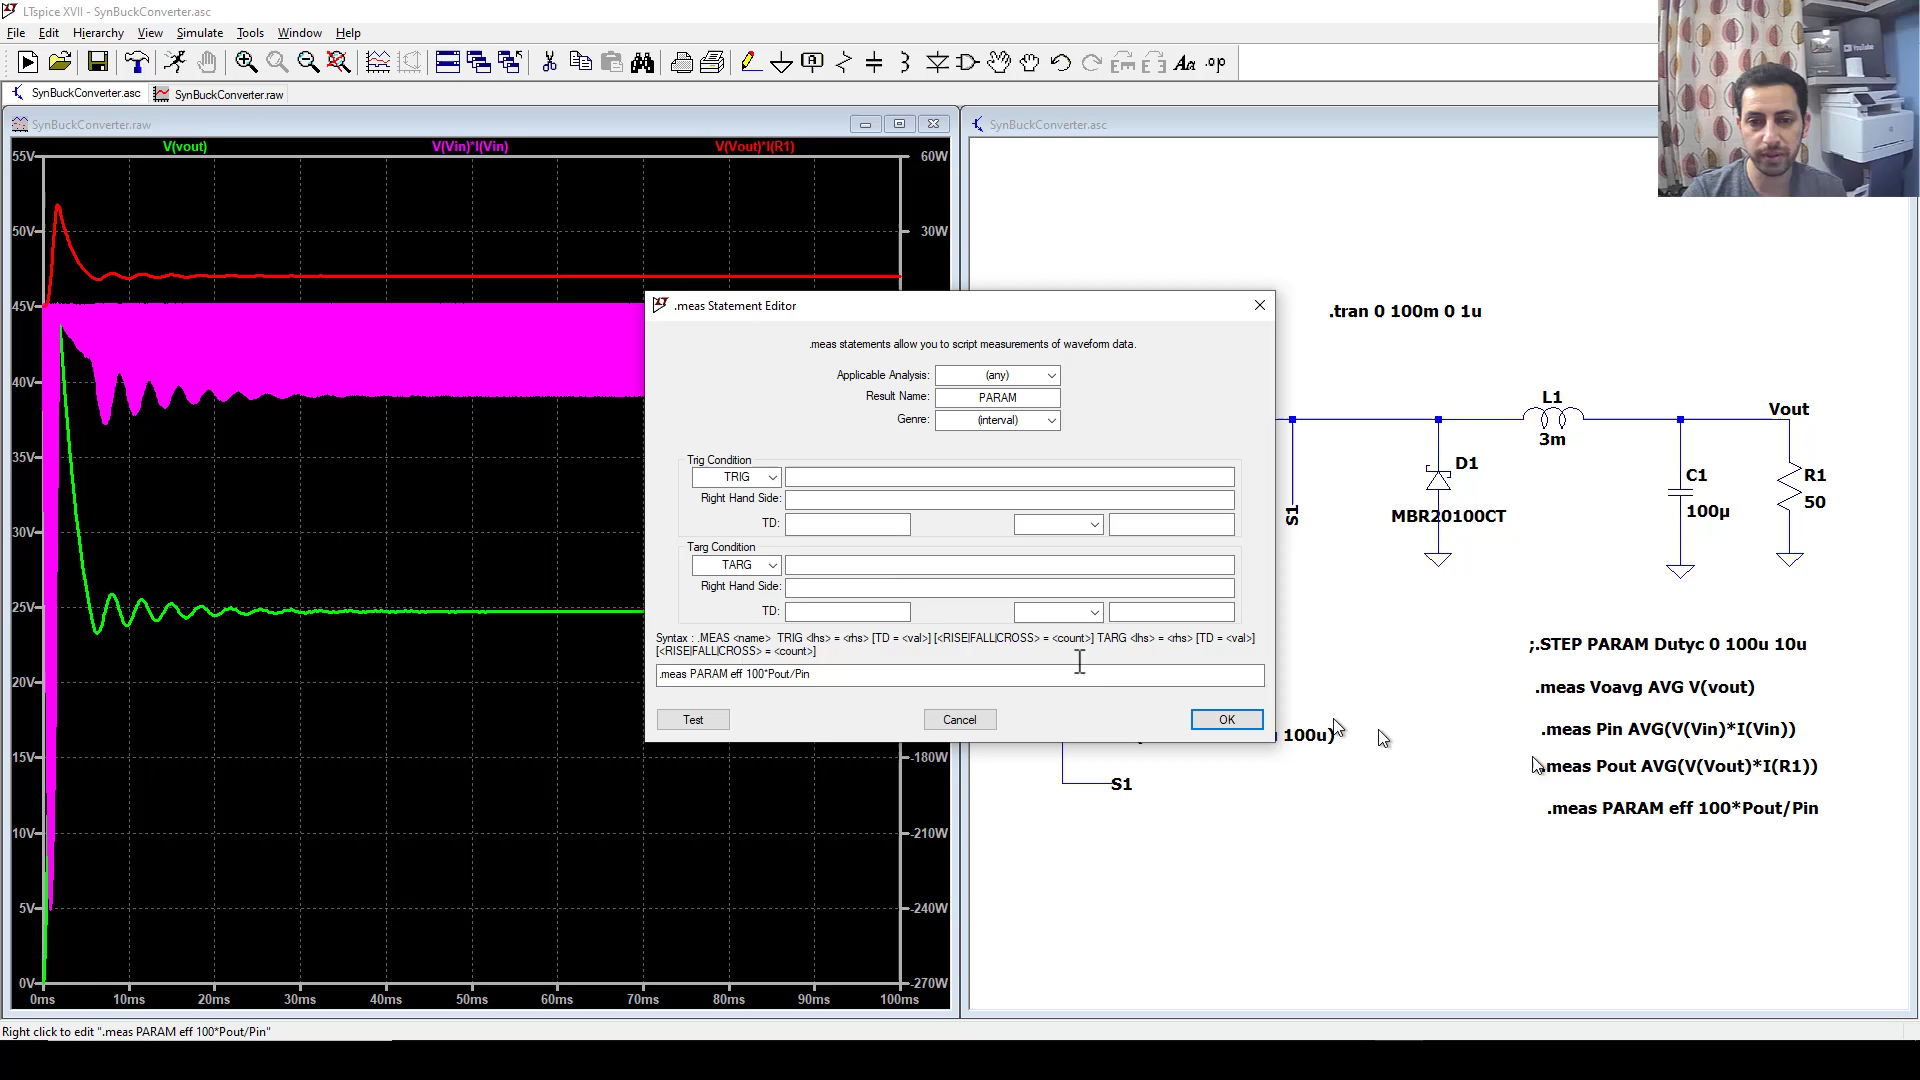 LTspice XVII - SynBuckConverter.asc
File Edit Hierarchy View Simulate Tools Window Help
SynBuckConverter.asc SynBuckConverter.raw
SynBuckConverter.raw
V(vout) V(Vin)*I(Vin) V(Vout)*I(R1)
55V
50V
45V
40V
35V
30V
25V
20V
15V
10V
5V
0V
60W
30W
-180W
-210W
-240W
-270W
0ms 10ms 20ms 30ms 40ms 50ms 60ms 70ms 80ms 90ms 100ms
SynBuckConverter.asc
.tran 0 100m 0 1u
L1
3m
Vout
D1
MBR20100CT
S1
C1
100µ
R1
50
100u)
S1
;.STEP PARAM Dutyc 0 100u 10u
.meas Voavg AVG V(vout)
.meas Pin AVG(V(Vin)*I(Vin))
meas Pout AVG(V(Vout)*I(R1))
.meas PARAM eff 100*Pout/Pin
.meas Statement Editor
.meas statements allow you to script measurements of waveform data.
Applicable Analysis: (any)
Result Name: PARAM
Genre: (interval)
Trig Condition
TRIG
Right Hand Side:
TD:
Targ Condition
TARG
Right Hand Side:
TD:
Syntax : .MEAS <name> TRIG <lhs> = <rhs> [TD = <val>] [<RISE|FALL|CROSS> = <count>] TARG <lhs> = <rhs> [TD = <val>]
[<RISE|FALL|CROSS> = <count>]
.meas PARAM eff 100*Pout/Pin
Test Cancel OK
Right click to edit ".meas PARAM eff 100*Pout/Pin"
YouTube